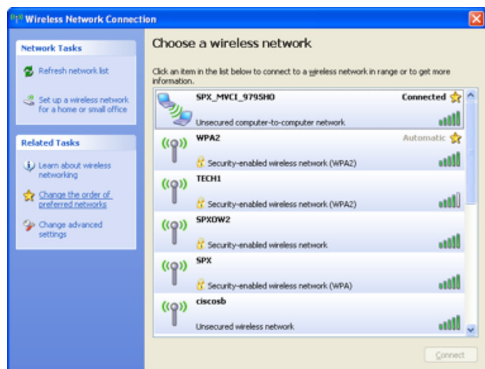 Wireless Network Connection
Network Tasks
Refresh network list
Set up a wireless network
for a home or small office
Related Tasks
Learn about wireless
networking
Change the order of
preferred networks
Change advanced
settings
Choose a wireless network
Click an item in the list below to connect to a wireless network in range or to get more
information.
SPX_MVCI_9795HO Connected
Unsecured computer-to-computer network
WPA2 Automatic
Security-enabled wireless network (WPA2)
TECH1
Security-enabled wireless network (WPA2)
SPXOW2
Security-enabled wireless network
SPX
Security-enabled wireless network (WPA)
ciscosb
Unsecured wireless network
Connect